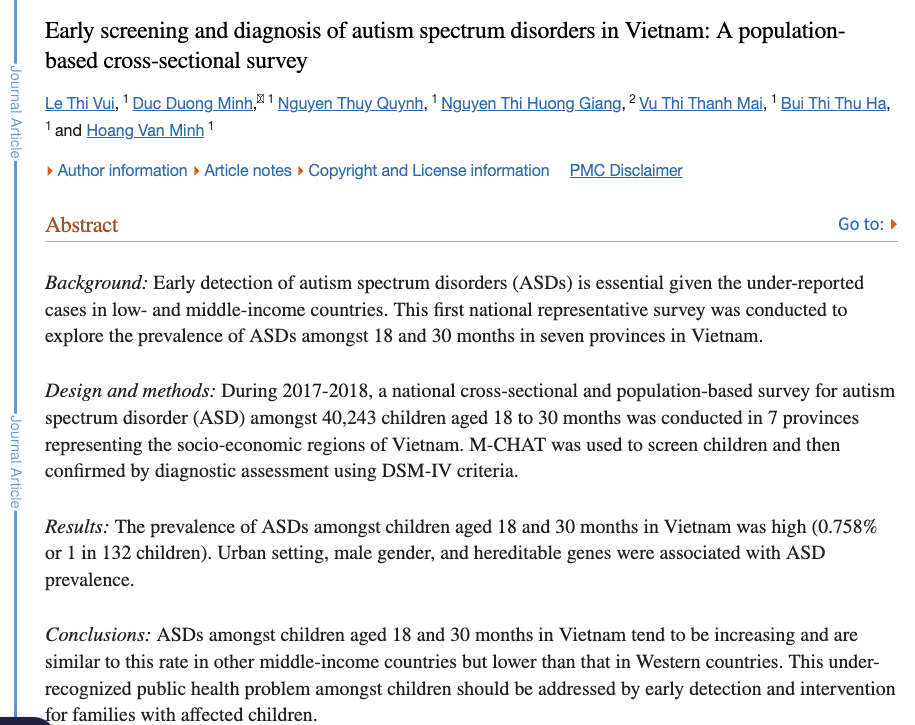 Early screening and diagnosis of autism spectrum disorders in Vietnam: A population-
based cross-sectional survey
Le Thi Vui, 1 Duc Duong Minh, 1 Nguyen Thuy Quynh, 1 Nguyen Thi Huong Giang, 2 Vu Thi Thanh Mai, 1 Bui Thi Thu Ha,
1 and Hoang Van Minh 1
Author information Article notes Copyright and License information PMC Disclaimer
Abstract
Go to:
Background: Early detection of autism spectrum disorders (ASDs) is essential given the under-reported
cases in low- and middle-income countries. This first national representative survey was conducted to
explore the prevalence of ASDs amongst 18 and 30 months in seven provinces in Vietnam.
Design and methods: During 2017-2018, a national cross-sectional and population-based survey for autism
spectrum disorder (ASD) amongst 40,243 children aged 18 to 30 months was conducted in 7 provinces
representing the socio-economic regions of Vietnam. M-CHAT was used to screen children and then
confirmed by diagnostic assessment using DSM-IV criteria.
Results: The prevalence of ASDs amongst children aged 18 and 30 months in Vietnam was high (0.758%
or 1 in 132 children). Urban setting, male gender, and hereditable genes were associated with ASD
prevalence.
Conclusions: ASDs amongst children aged 18 and 30 months in Vietnam tend to be increasing and are
similar to this rate in other middle-income countries but lower than that in Western countries. This under-
recognized public health problem amongst children should be addressed by early detection and intervention
for families with affected children.
Journal Article
Journal Article